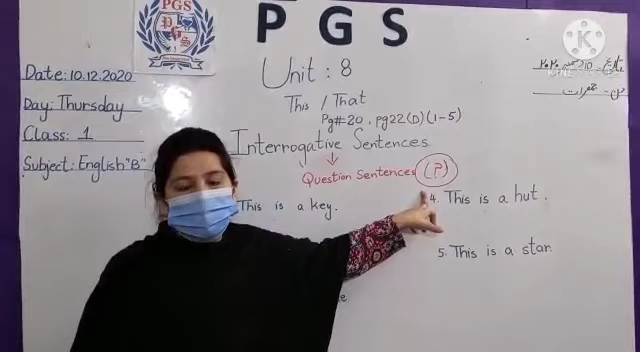 PGS
P G S
KINEMASTER
Date: 10.12.2020
Day: Thursday
Class: 1
Subject: English "B"
Unit : 8
This / That
Pg# 20, pg22 (D) (1-5)
Interrogative Sentences
Question Sentences (?)
This is a key.
4. This is a hut.
5. This is a star